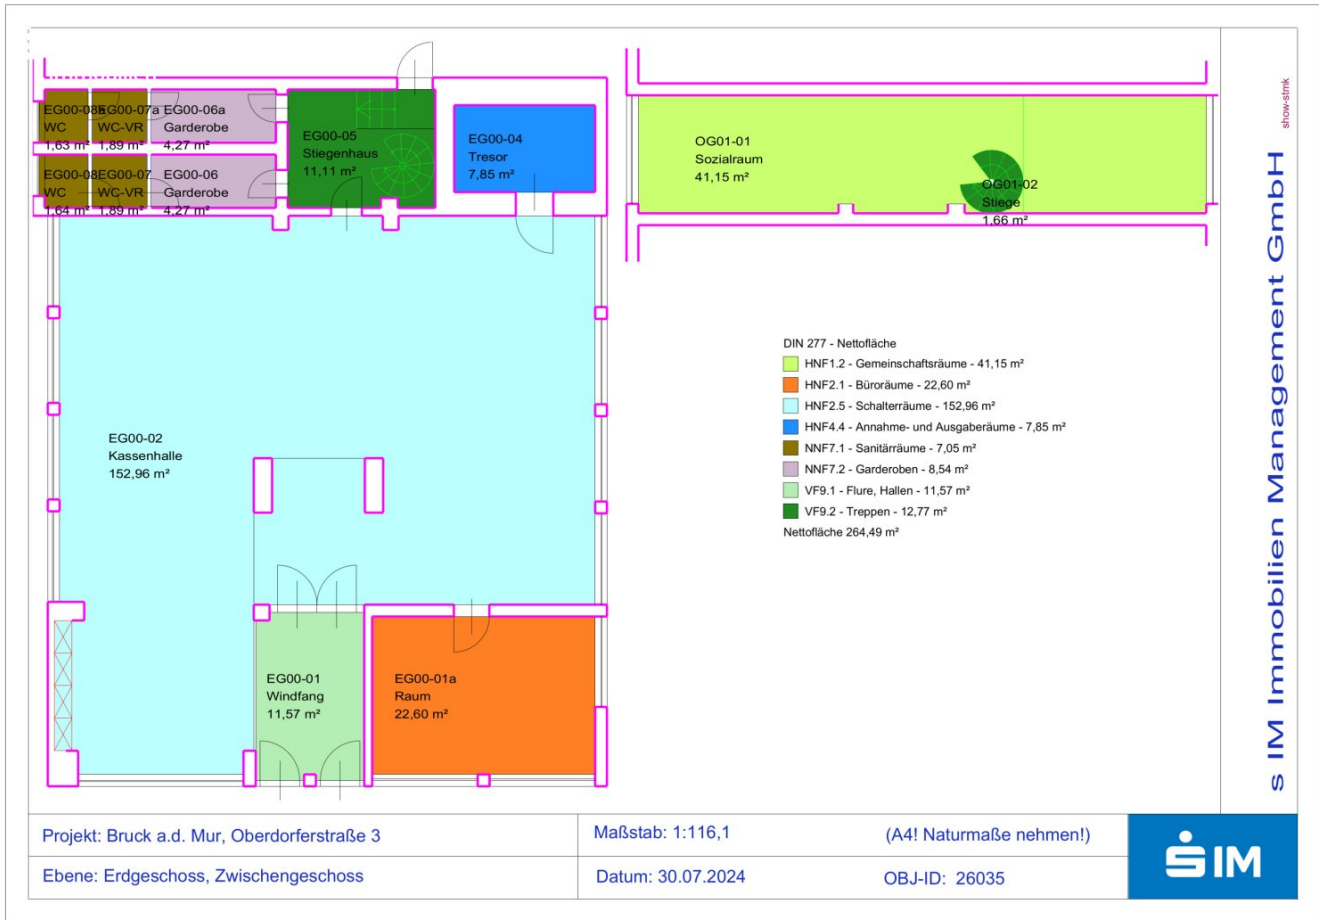 EG00-08a
WC
1,63 m²
EG00-07a
WC-VR
1,89 m²
EG00-06a
Garderobe
4,27 m²
EG00-08
WC
1,64 m²
EG00-07
WC-VR
1,89 m²
EG00-06
Garderobe
4,27 m²
EG00-05
Stiegenhaus
11,11 m²
EG00-04
Tresor
7,85 m²
OG01-01
Sozialraum
41,15 m²
OG01-02
Stiege
1,66 m²
EG00-02
Kassenhalle
152,96 m²
EG00-01
Windfang
11,57 m²
EG00-01a
Raum
22,60 m²
DIN 277 - Nettofläche
HNF1.2 - Gemeinschaftsräume - 41,15 m²
HNF2.1 - Büroräume - 22,60 m²
HNF2.5 - Schalterräume - 152,96 m²
HNF4.4 - Annahme- und Ausgaberäume - 7,85 m²
NNF7.1 - Sanitärräume - 7,05 m²
NNF7.2 - Garderoben - 8,54 m²
VF9.1 - Flure, Hallen - 11,57 m²
VF9.2 - Treppen - 12,77 m²
Nettofläche 264,49 m²
show-stmk
s IM Immobilien Management GmbH
Projekt: Bruck a.d. Mur, Oberdorferstraße 3
Maßstab: 1:116,1
(A4! Naturmaße nehmen!)
Ebene: Erdgeschoss, Zwischengeschoss
Datum: 30.07.2024
OBJ-ID: 26035
S IM